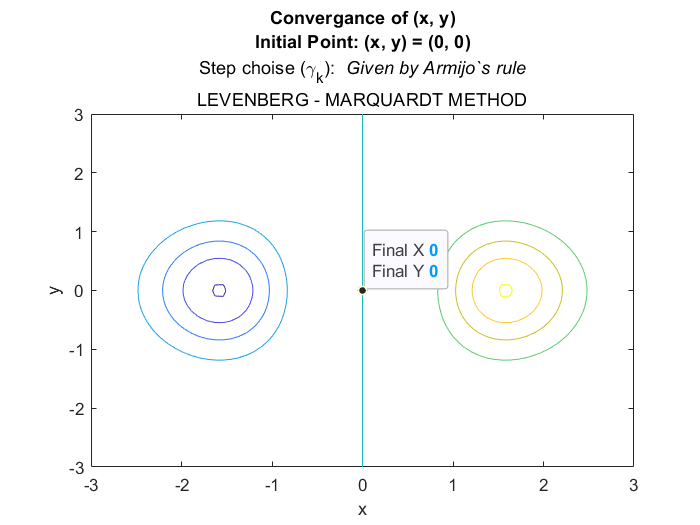 Convergance of (x, y)
Initial Point: (x, y) = (0, 0)
Step choise (γk): Given by Armijo`s rule
LEVENBERG - MARQUARDT METHOD
3
2
1
0
-1
-2
-3
y
Final X 0
Final Y 0
-3 -2 -1 0 1 2 3
x